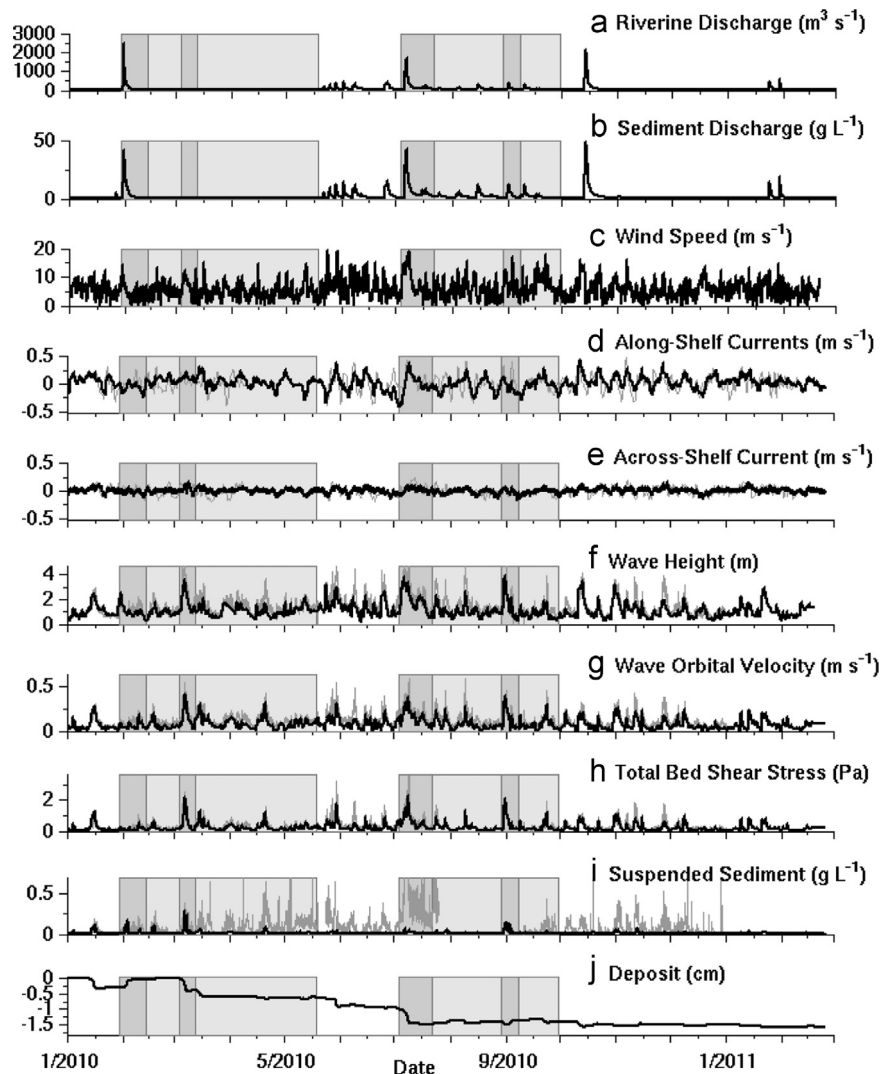 a Riverine Discharge (m³ s⁻¹)
3000
2000
1000
0
b Sediment Discharge (g L⁻¹)
50
0
c Wind Speed (m s⁻¹)
20
10
0
d Along-Shelf Currents (m s⁻¹)
0.5
0
-0.5
e Across-Shelf Current (m s⁻¹)
0.5
0
-0.5
f Wave Height (m)
4
2
0
g Wave Orbital Velocity (m s⁻¹)
0.5
0
h Total Bed Shear Stress (Pa)
2
0
i Suspended Sediment (g L⁻¹)
0.5
0
j Deposit (cm)
0
-0.5
-1
-1.5
1/2010 5/2010 Date 9/2010 1/2011